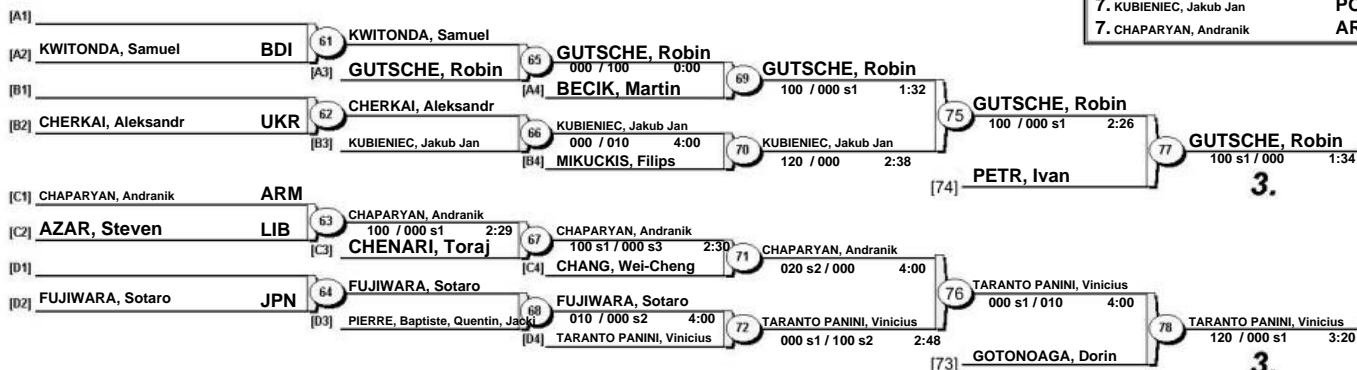 7. KUBIENIEC, Jakub Jan
7. CHAPARYAN, Andranik
[A1]
[A2] KWITONDA, Samuel BDI
61 KWITONDA, Samuel
[A3] GUTSCHE, Robin
65 GUTSCHE, Robin
000 / 100 0:00
[A4] BECIK, Martin
69 GUTSCHE, Robin
100 / 000 s1 1:32
[B1]
[B2] CHERKAI, Aleksandr UKR
62 CHERKAI, Aleksandr
[B3] KUBIENIEC, Jakub Jan
66 KUBIENIEC, Jakub Jan
000 / 010 4:00
[B4] MIKUCKIS, Filips
70 KUBIENIEC, Jakub Jan
120 / 000 2:38
75 GUTSCHE, Robin
100 / 000 s1 2:26
[74] PETR, Ivan
77 GUTSCHE, Robin
100 s1 / 000 1:34
3.
[C1] CHAPARYAN, Andranik ARM
[C2] AZAR, Steven LIB
63 CHAPARYAN, Andranik
100 / 000 s1 2:29
[C3] CHENARI, Toraj
67 CHAPARYAN, Andranik
100 s1 / 000 s3 2:30
[C4] CHANG, Wei-Cheng
71 CHAPARYAN, Andranik
020 s2 / 000 4:00
[D1]
[D2] FUJIWARA, Sotaro JPN
64 FUJIWARA, Sotaro
[D3] PIERRE, Baptiste, Quentin, Jacki
68 FUJIWARA, Sotaro
010 / 000 s2 4:00
[D4] TARANTO PANINI, Vinicius
72 TARANTO PANINI, Vinicius
000 s1 / 100 s2 2:48
76 TARANTO PANINI, Vinicius
000 s1 / 010 4:00
[73] GOTONOAGA, Dorin
78 TARANTO PANINI, Vinicius
120 / 000 s1 3:20
3.